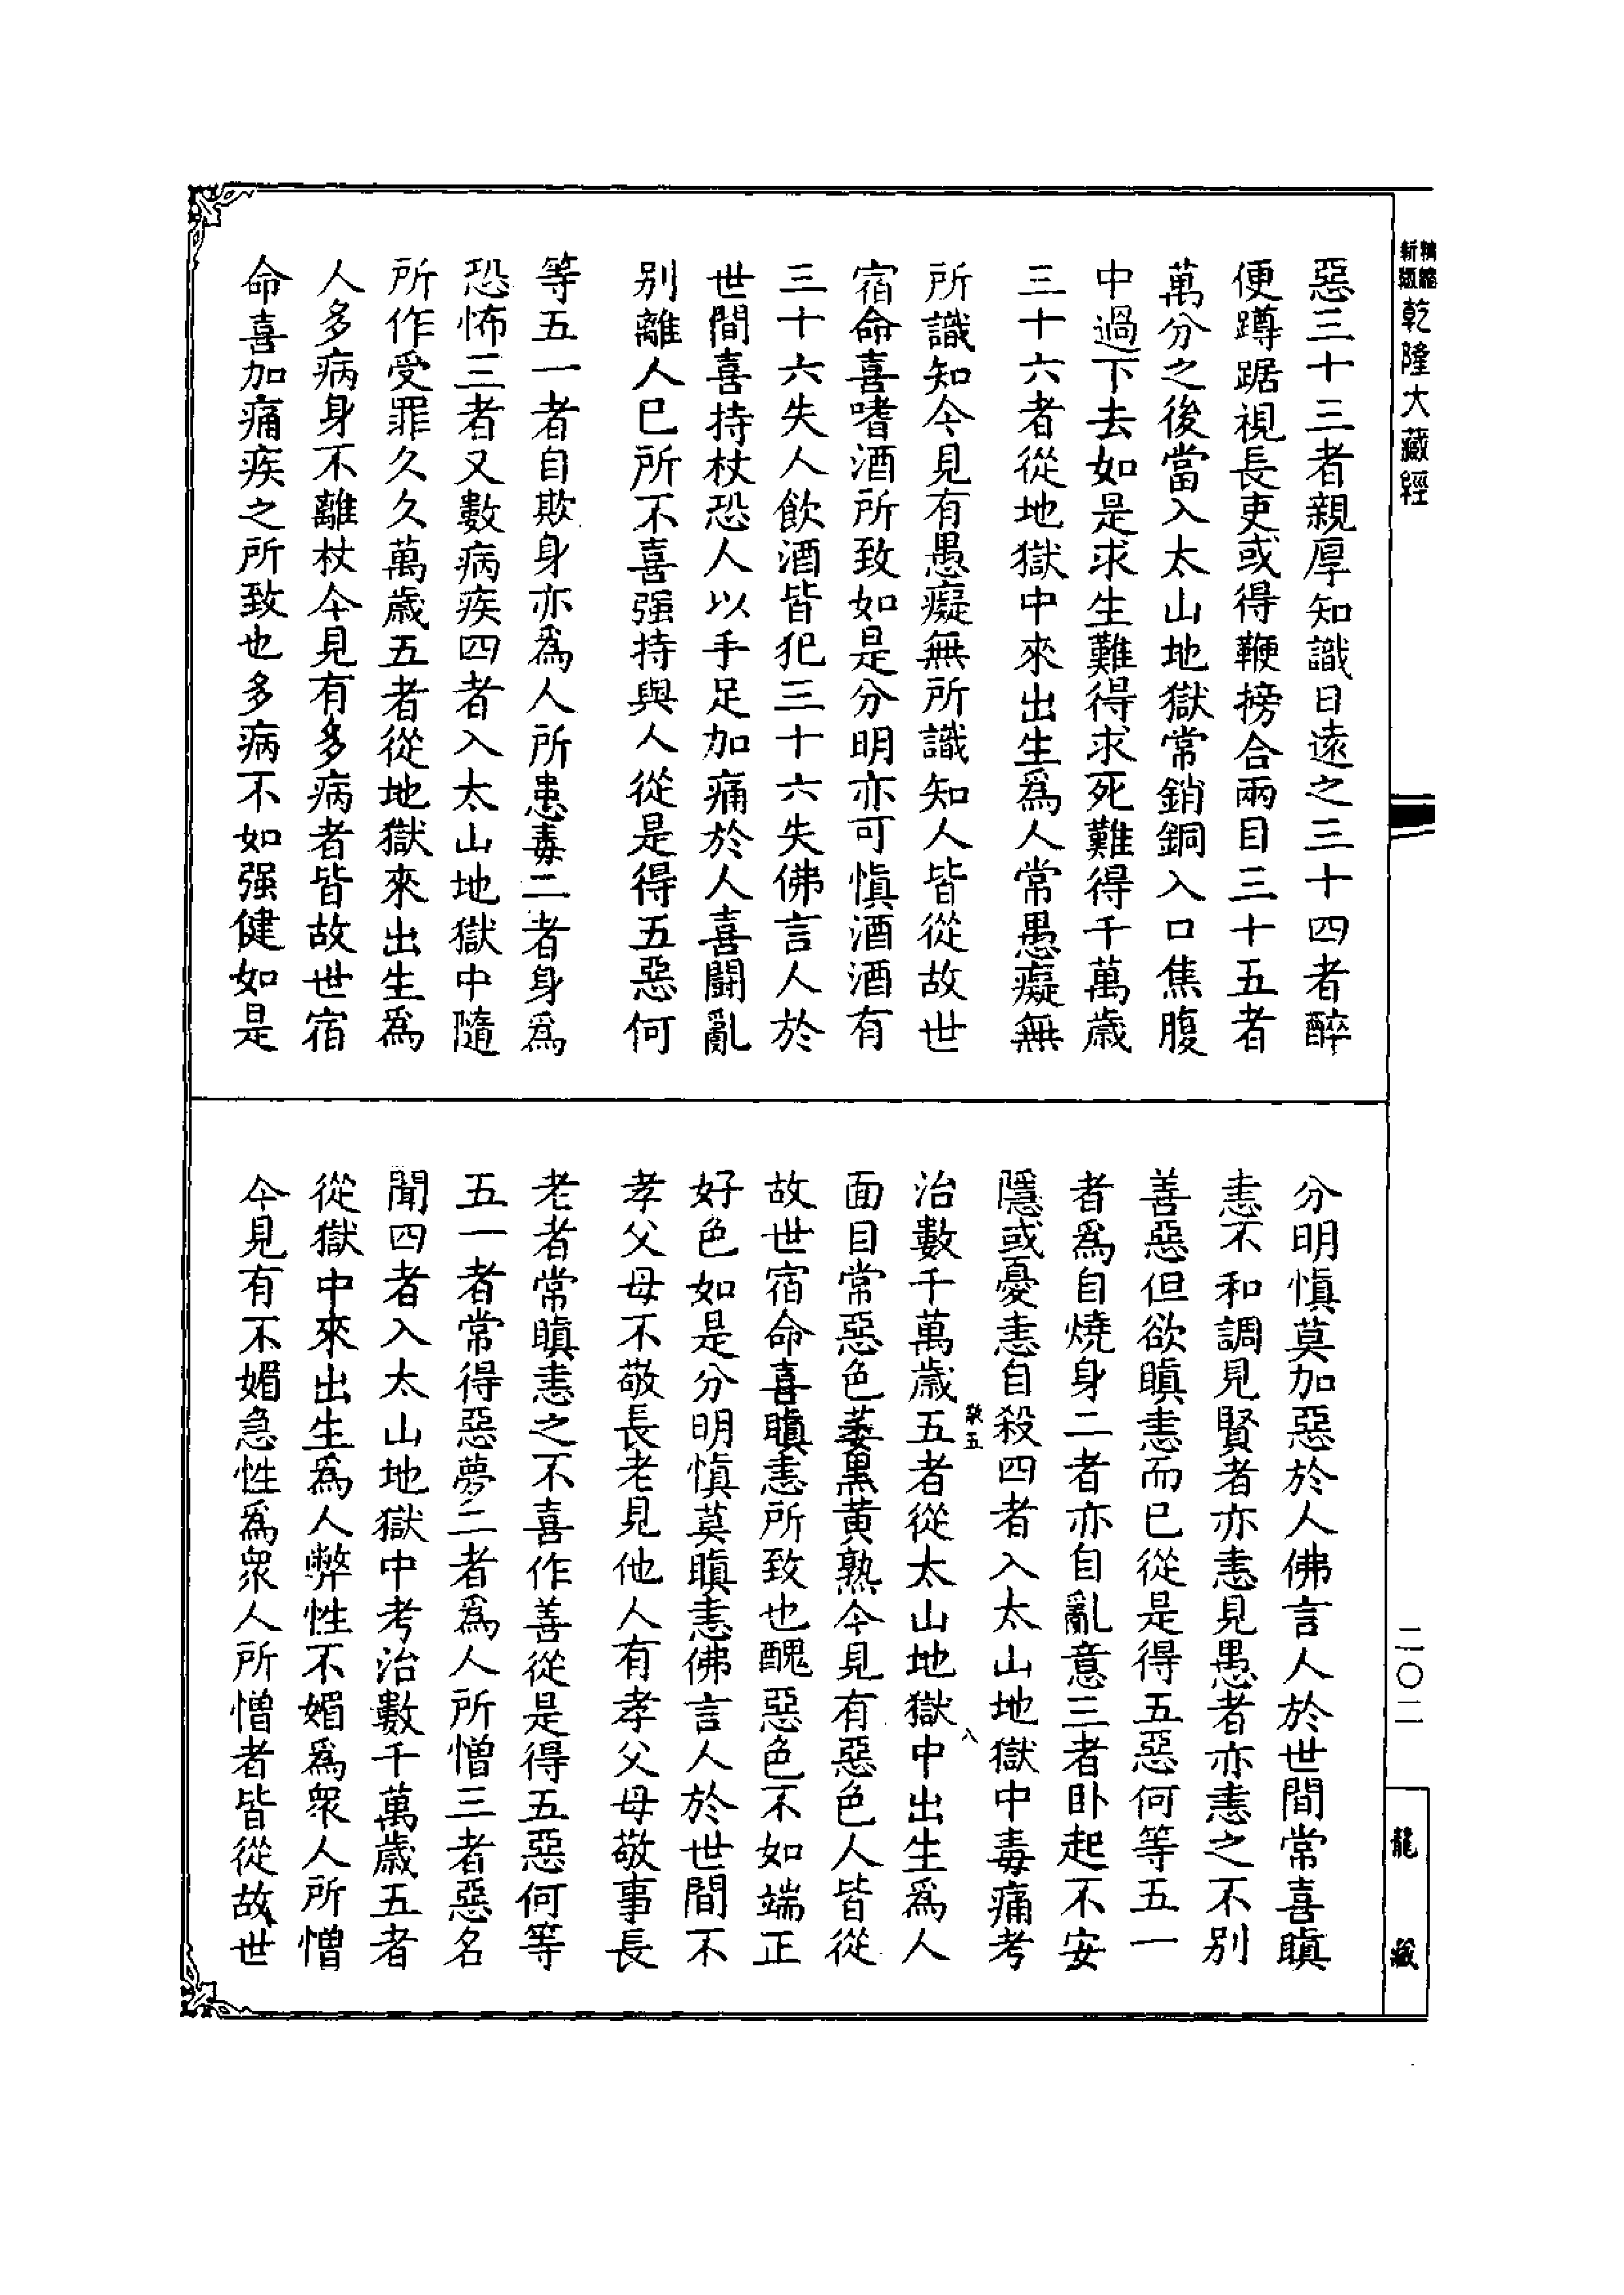 新縮
類縮
乾隆大藏經
惡三十三者親厚知識日遠之三十四者醉
便蹲踞視長吏或得鞭搒合兩目三十五者
萬分之後當入太山地獄常銷銅入口焦腹
中過下去如是求生難得求死難得千萬歲
三十六者從地獄中來出生爲人常愚癡無
所識知今見有愚癡無所識知人皆從故世
宿命喜嗜酒所致如是分明亦可慎酒酒有
三十六失人飲酒皆犯三十六失佛言人於
世間喜持杖恐人以手足加痛於人喜鬪亂
别離人已所不喜强持與人從是得五惡何
等五一者自欺身亦爲人所患毒二者身爲
恐怖三者又數病疾四者入太山地獄中隨
所作受罪久久萬歲五者從地獄來出生爲
人多病身不離杖今見有多病者皆故世宿
命喜加痛疾之所致也多病不如强健如是
分明慎莫加惡於人佛言人於世間常喜瞋
恚不和調見賢者亦恚見愚者亦恚之不别
善惡但欲瞋恚而已從是得五惡何等五一
者爲自燒身二者亦自亂意三者卧起不安
隱或憂恚自殺四者入太山地獄中毒痛考
治數千萬歲五者從太山地獄中出生爲人
面目常惡色萎黑黄熟今見有惡色人皆從
故世宿命喜瞋恚所致也醜惡色不如端正
好色如是分明慎莫瞋恚佛言人於世間不
孝父母不敬長老見他人有孝父母敬事長
老者常瞋恚之不喜作善從是得五惡何等
五一者常得惡夢二者爲人所憎三者惡名
聞四者入太山地獄中考治數千萬歲五者
從獄中來出生爲人弊性不媚爲衆人所憎
今見有不媚急性爲衆人所憎者皆從故世
五
八
二〇二
龍藏